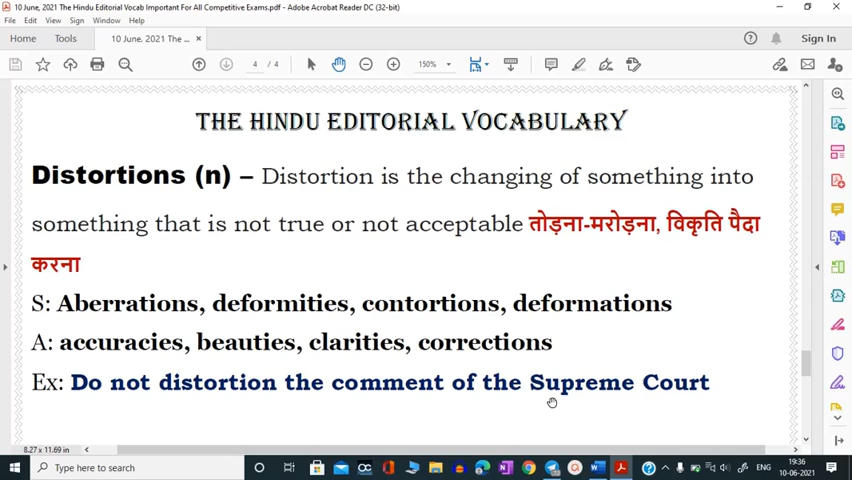 10 June, 2021 The Hindu Editorial Vocab Important For All Competitive Exams.pdf - Adobe Acrobat Reader DC (32-bit)
File Edit View Sign Window Help
Home Tools 10 June, 2021 The ... × Sign In
4 / 4 150%
THE HINDU EDITORIAL VOCABULARY
Distortions (n) – Distortion is the changing of something into
something that is not true or not acceptable तोड़ना-मरोड़ना, विकृति पैदा
करना
S: Aberrations, deformities, contortions, deformations
A: accuracies, beauties, clarities, corrections
Ex: Do not distortion the comment of the Supreme Court
8.27 x 11.69 in
Type here to search
ENG 19:36
10-06-2021